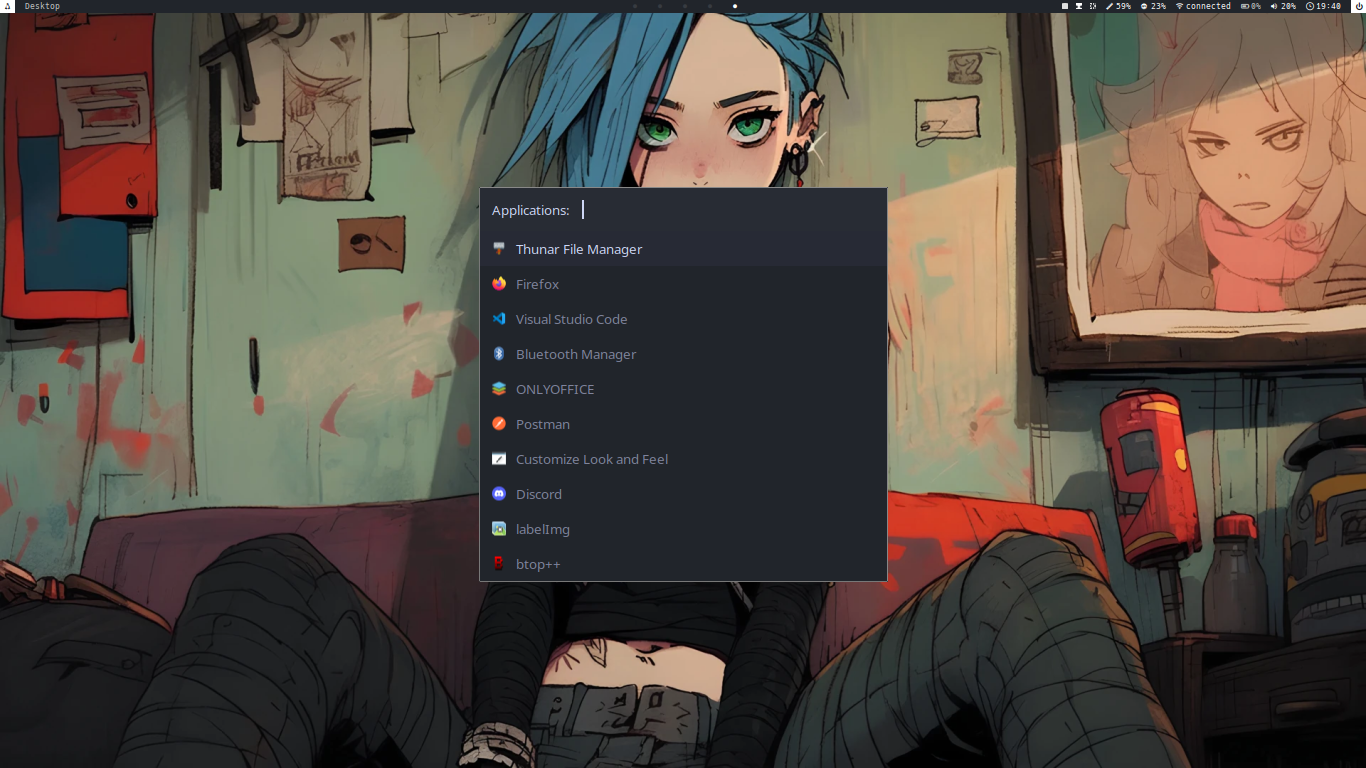 Desktop
59% 23% connected 0% 20% 19:40
Applications:
Thunar File Manager
Firefox
Visual Studio Code
Bluetooth Manager
ONLYOFFICE
Postman
Customize Look and Feel
Discord
labelImg
btop++